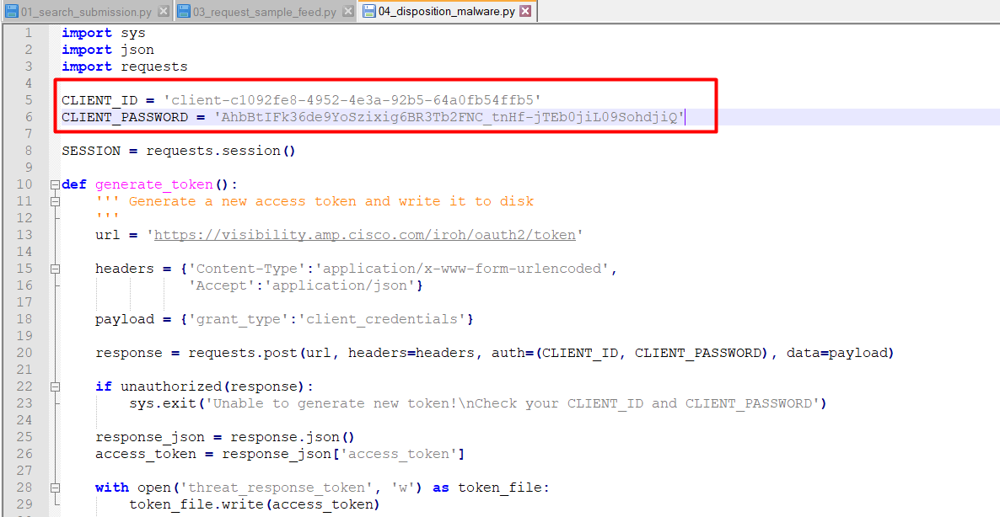 01_search_submission.py 03_request_sample_feed.py 04_disposition_malware.py
1 import sys
2 import json
3 import requests
4
5 CLIENT_ID = 'client-c1092fe8-4952-4e3a-92b5-64a0fb54ffb5'
6 CLIENT_PASSWORD = 'AhbBtIFk36de9YoSzixig6BR3Tb2FNC_tnHf-jTEb0jiL09SohdjiQ'
7
8 SESSION = requests.session()
9
10 def generate_token():
11     ''' Generate a new access token and write it to disk
12     '''
13     url = 'https://visibility.amp.cisco.com/iroh/oauth2/token'
14
15     headers = {'Content-Type':'application/x-www-form-urlencoded',
16                'Accept':'application/json'}
17
18     payload = {'grant_type':'client_credentials'}
19
20     response = requests.post(url, headers=headers, auth=(CLIENT_ID, CLIENT_PASSWORD), data=payload)
21
22     if unauthorized(response):
23         sys.exit('Unable to generate new token!\nCheck your CLIENT_ID and CLIENT_PASSWORD')
24
25     response_json = response.json()
26     access_token = response_json['access_token']
27
28     with open('threat_response_token', 'w') as token_file:
29         token_file.write(access_token)